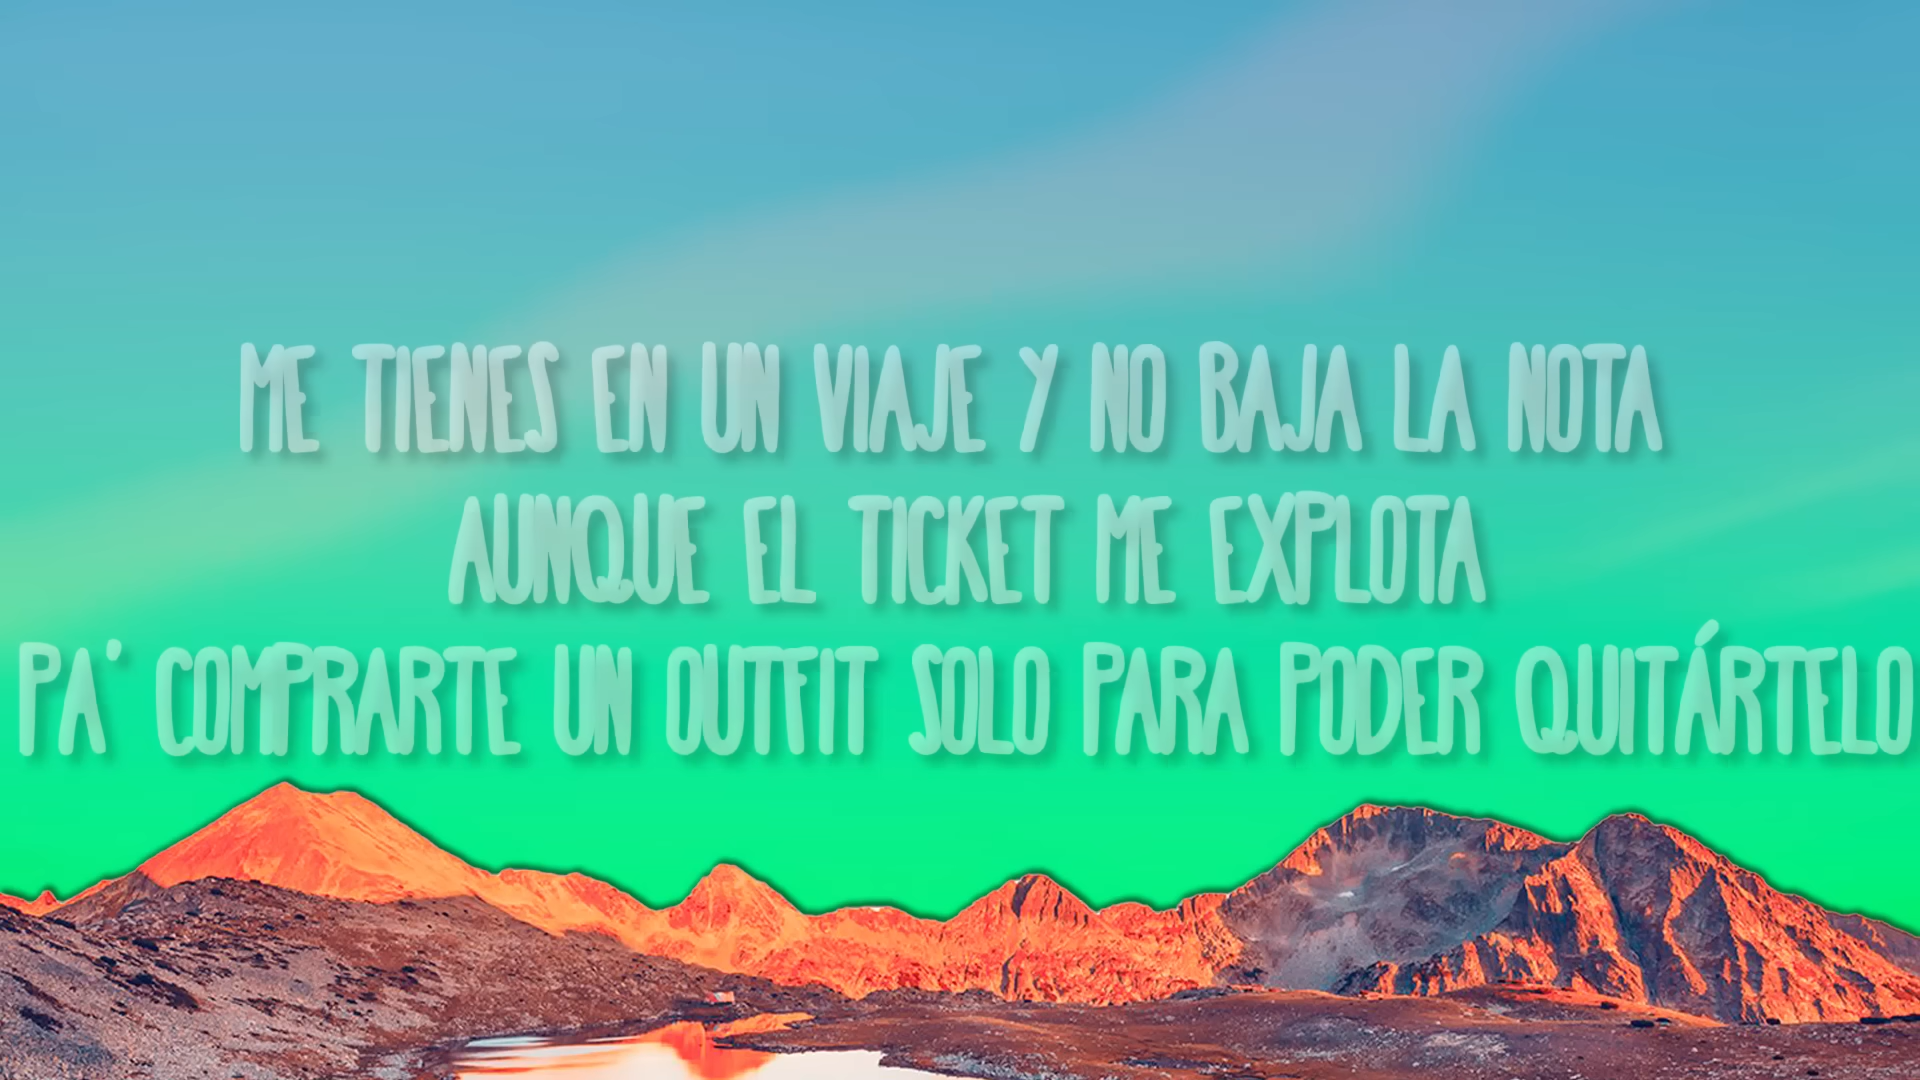 ME TIENES EN UN VIAJE Y NO BAJA LA NOTA
AUNQUE EL TICKET ME EXPLOTA
PA' COMPRARTE UN OUTFIT SOLO PARA PODER QUITÁRTELO